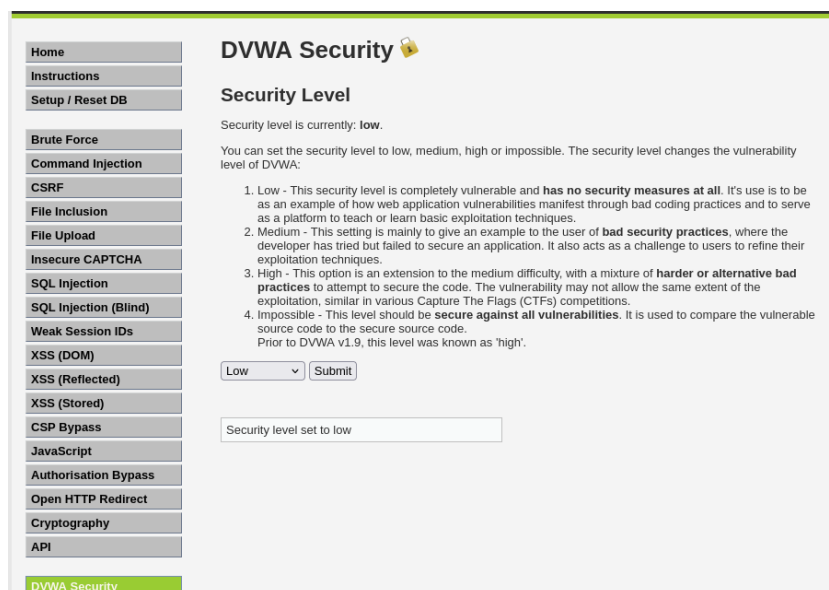 Home
Instructions
Setup / Reset DB
Brute Force
Command Injection
CSRF
File Inclusion
File Upload
Insecure CAPTCHA
SQL Injection
SQL Injection (Blind)
Weak Session IDs
XSS (DOM)
XSS (Reflected)
XSS (Stored)
CSP Bypass
JavaScript
Authorisation Bypass
Open HTTP Redirect
Cryptography
API
DVWA Security
DVWA Security
Security Level
Security level is currently: low.
You can set the security level to low, medium, high or impossible. The security level changes the vulnerability
level of DVWA:
1. Low - This security level is completely vulnerable and has no security measures at all. It's use is to be
as an example of how web application vulnerabilities manifest through bad coding practices and to serve
as a platform to teach or learn basic exploitation techniques.
2. Medium - This setting is mainly to give an example to the user of bad security practices, where the
developer has tried but failed to secure an application. It also acts as a challenge to users to refine their
exploitation techniques.
3. High - This option is an extension to the medium difficulty, with a mixture of harder or alternative bad
practices to attempt to secure the code. The vulnerability may not allow the same extent of the
exploitation, similar in various Capture The Flags (CTFs) competitions.
4. Impossible - This level should be secure against all vulnerabilities. It is used to compare the vulnerable
source code to the secure source code.
Prior to DVWA v1.9, this level was known as 'high'.
Low
Submit
Security level set to low